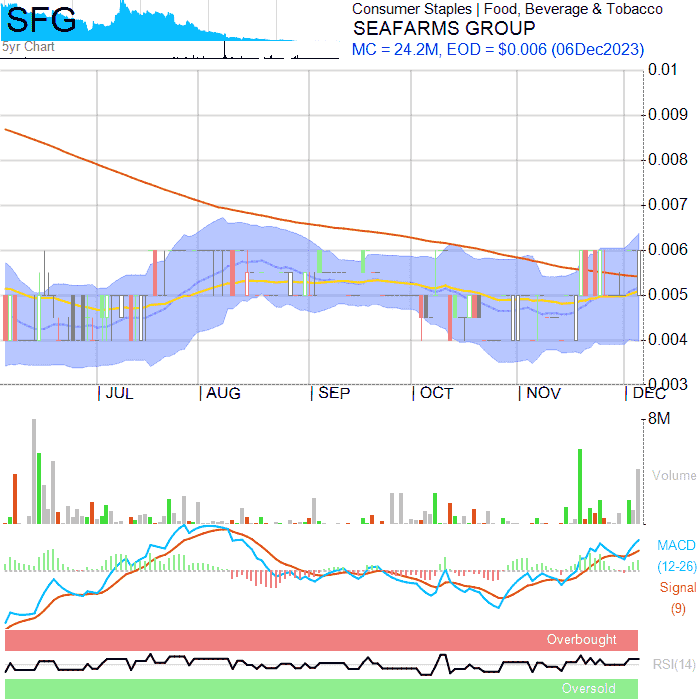 SFG
5yr Chart
Consumer Staples | Food, Beverage & Tobacco
SEAFARMS GROUP
MC = 24.2M, EOD = $0.006 (06Dec2023)
0.01
0.009
0.008
0.007
0.006
0.005
0.004
0.003
JUL AUG SEP OCT NOV DEC
8M
Volume
MACD
(12-26)
Signal
(9)
Overbought
RSI(14)
Oversold